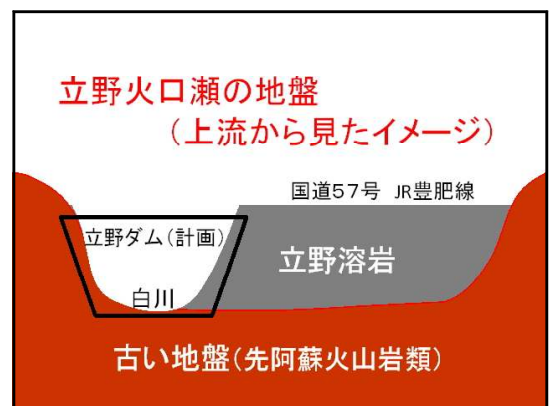 立野火口瀬の地盤
（上流から見たイメージ）
国道57号 JR豊肥線
立野ダム(計画)
立野溶岩
白川
古い地盤(先阿蘇火山岩類)